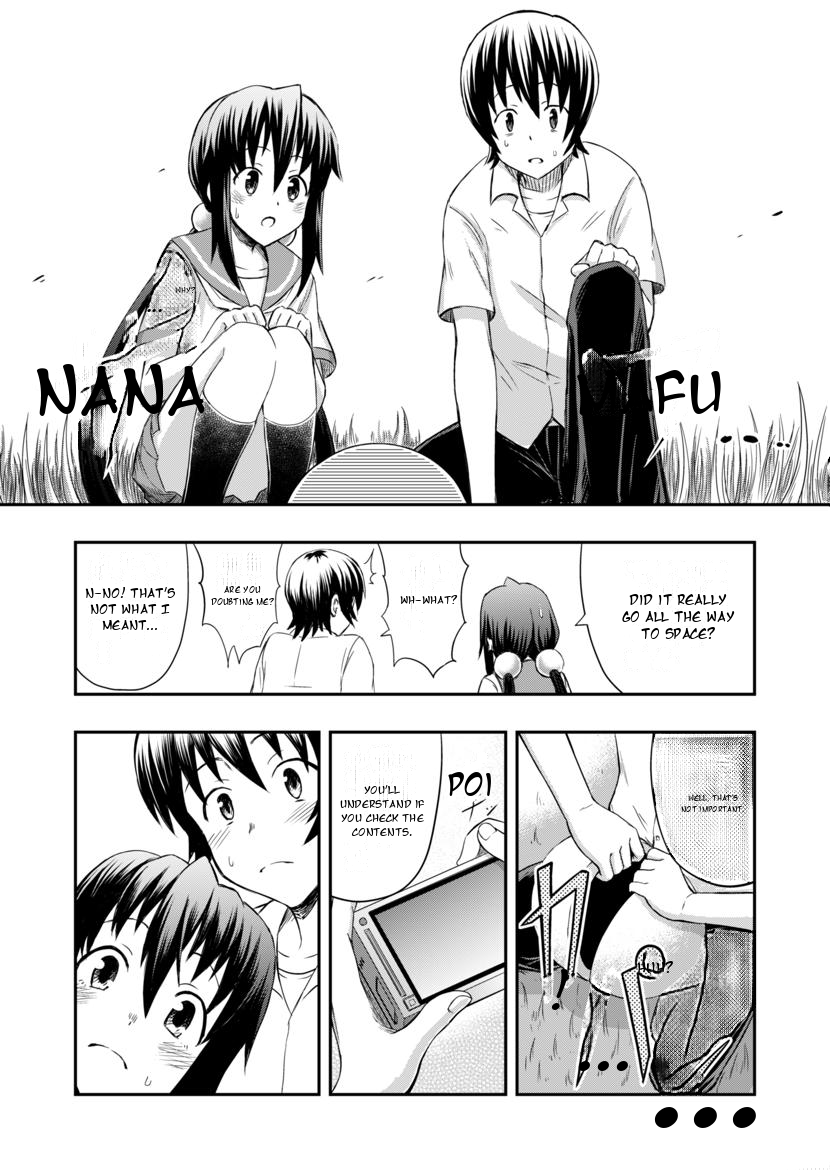 WHY?
...
NANA
FU
...
DID IT REALLY
GO ALL THE WAY
TO SPACE?
WH-WHAT?
ARE YOU
DOUBTING ME?
N-NO! THAT'S
NOT WHAT I
MEANT...
WELL, THAT'S
NOT IMPORTANT.
HUH?
...
...
POI
YOU'LL
UNDERSTAND IF
YOU CHECK THE
CONTENTS.